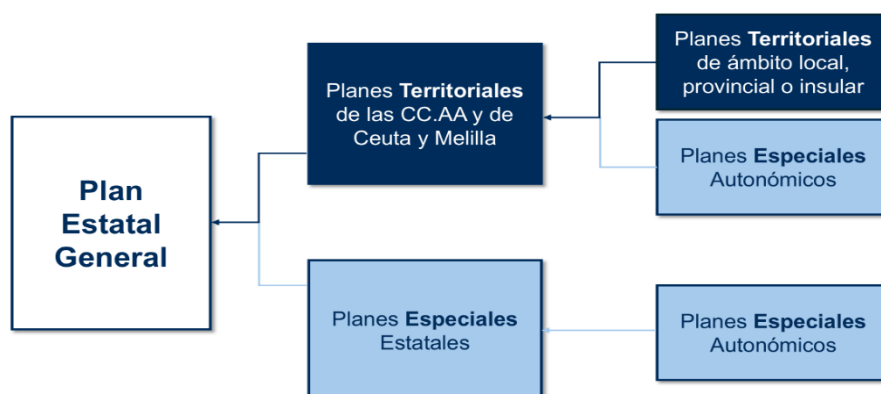 Plan
Estatal
General
Planes Territoriales
de las CC.AA y de
Ceuta y Melilla
Planes Territoriales
de ámbito local,
provincial o insular
Planes Especiales
Autonómicos
Planes Especiales
Estatales
Planes Especiales
Autonómicos